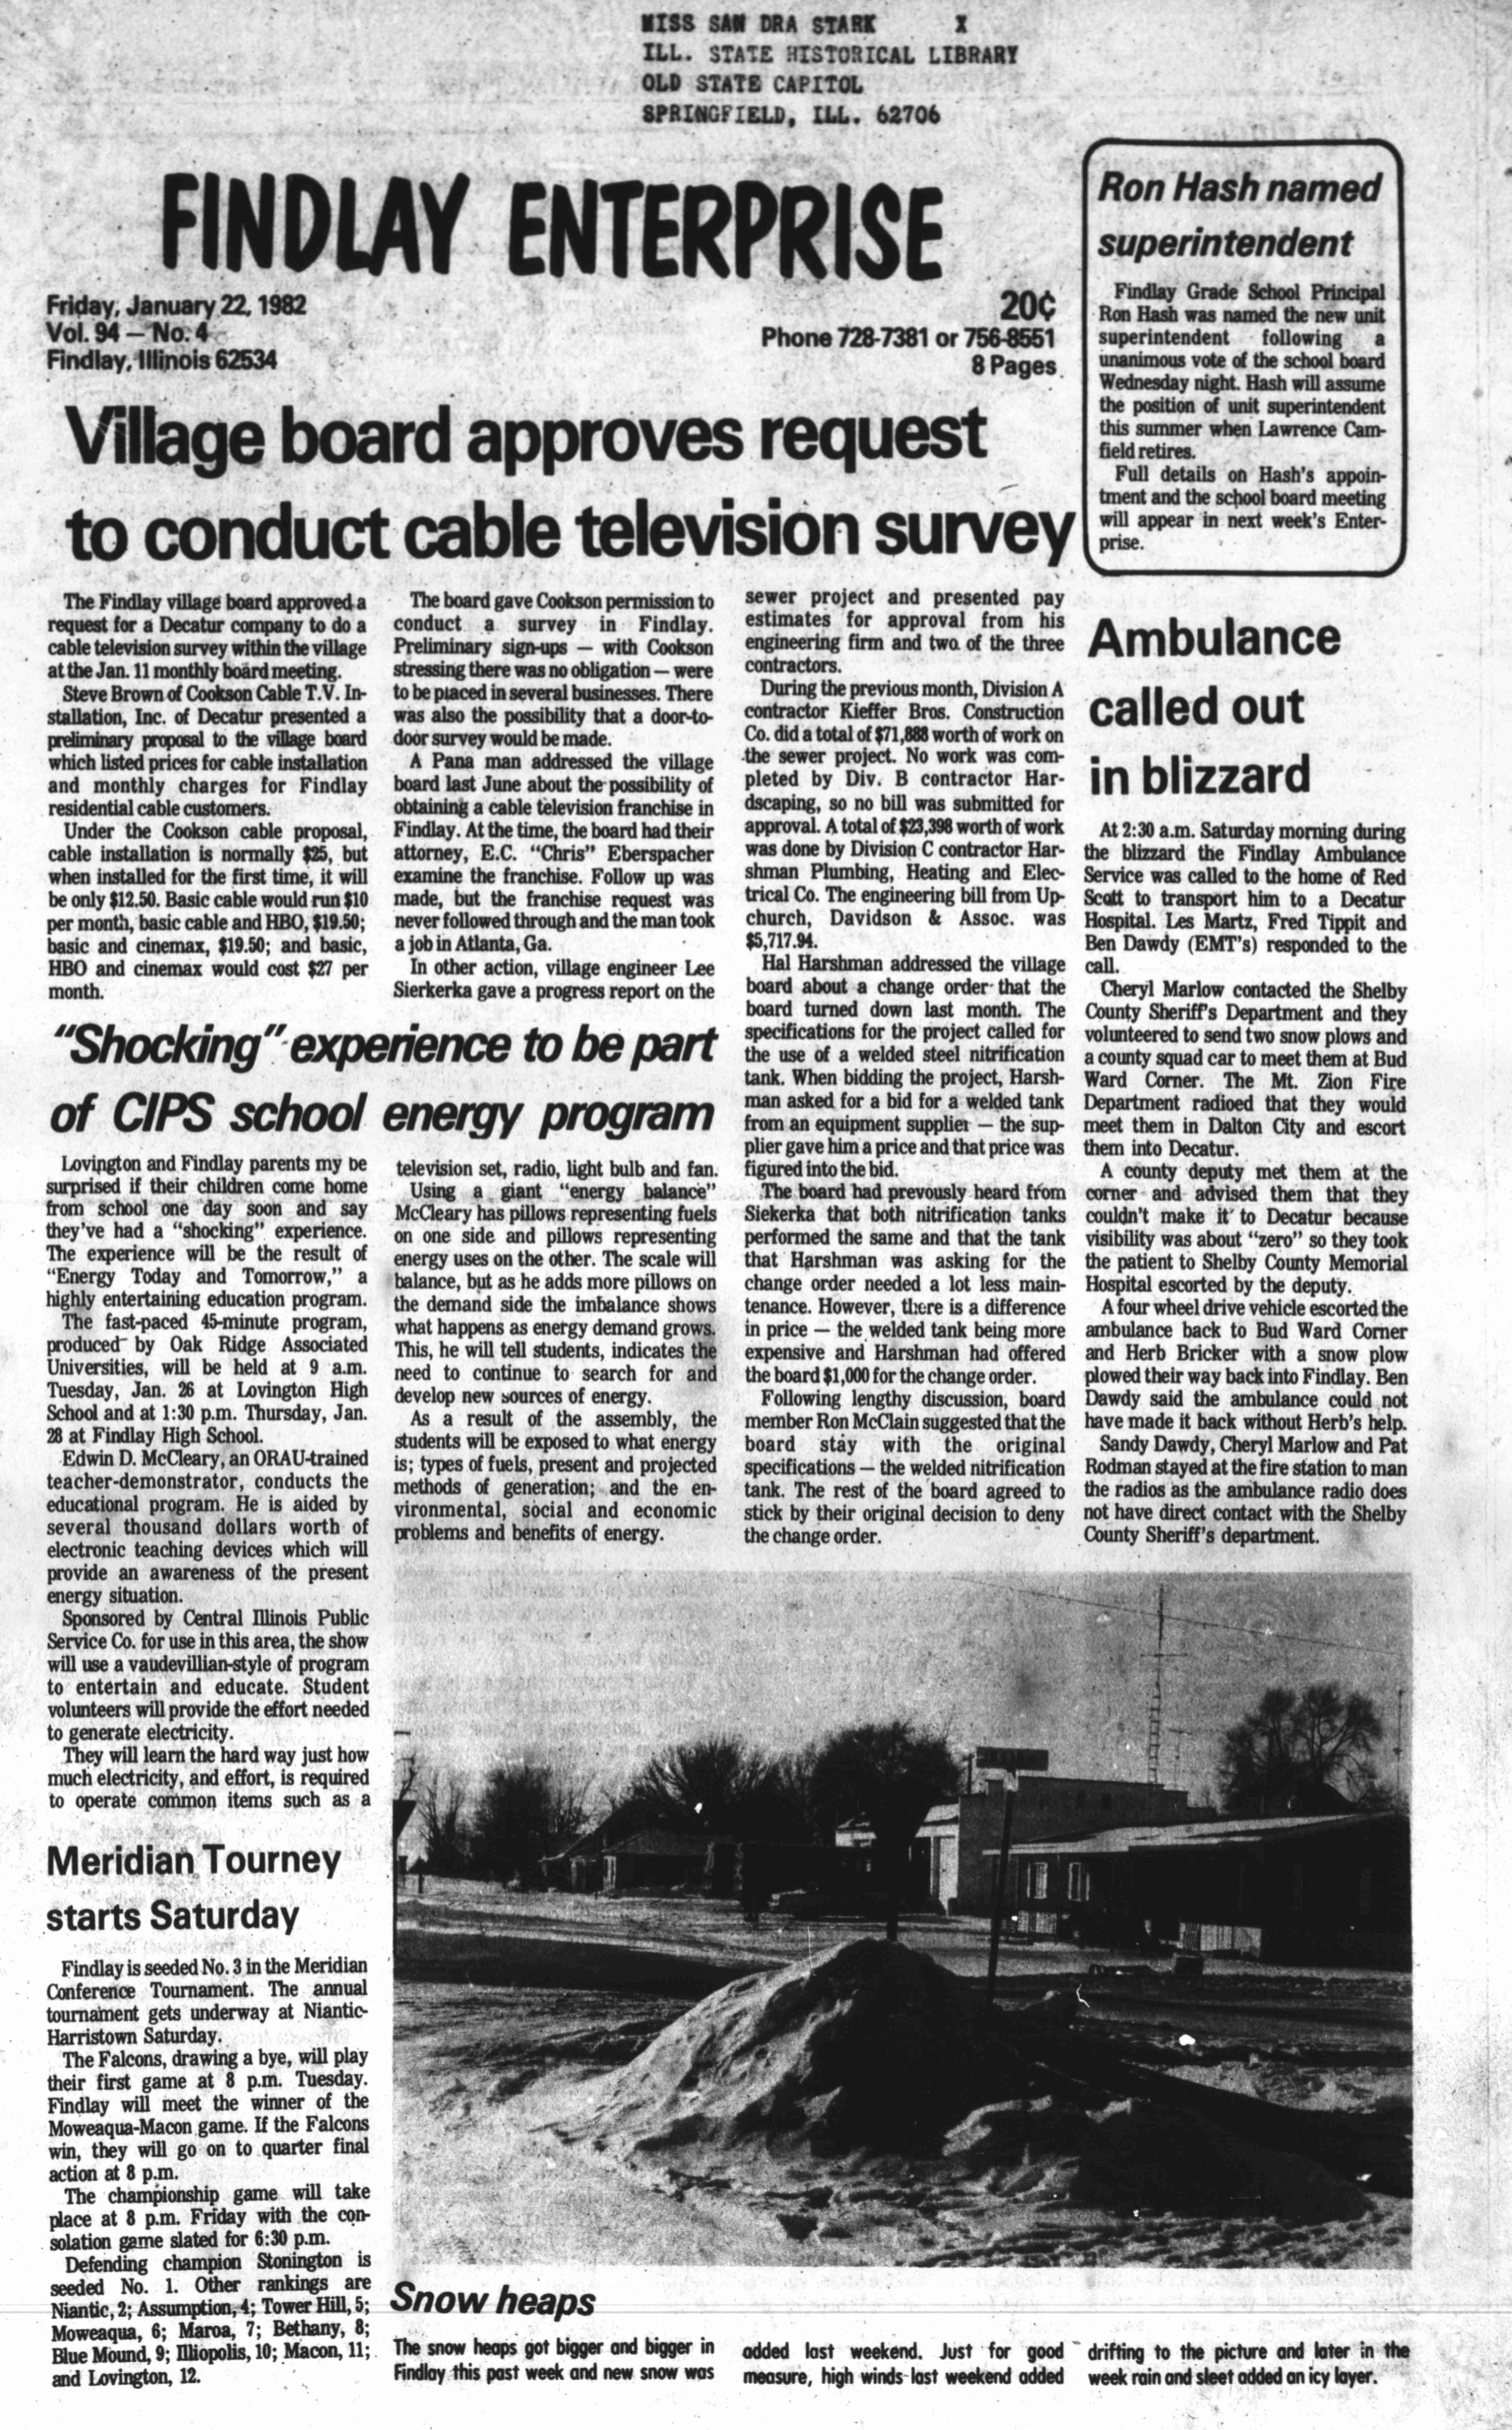 MISS SAN DRA STARK X
ILL. STATE HISTORICAL LIBRARY
OLD STATE CAPITOL
SPRINGFIELD, ILL. 62706
FINDLAY ENTERPRISE
Friday, January 22, 1982
Vol. 94 — No. 4
Findlay, Illinois 62534
20¢
Phone 728-7381 or 756-8551
8 Pages
Ron Hash named
superintendent
Findlay Grade School Principal
Ron Hash was named the new unit
superintendent following a
unanimous vote of the school board
Wednesday night. Hash will assume
the position of unit superintendent
this summer when Lawrence Cam-
field retires.
Full details on Hash's appoin-
tment and the school board meeting
will appear in next week's Enter-
prise.
Village board approves request
to conduct cable television survey
The Findlay village board approved a
request for a Decatur company to do a
cable television survey within the village
at the Jan. 11 monthly board meeting.
Steve Brown of Cookson Cable T.V. In-
stallation, Inc. of Decatur presented a
preliminary proposal to the village board
which listed prices for cable installation
and monthly charges for Findlay
residential cable customers.
Under the Cookson cable proposal,
cable installation is normally $25, but
when installed for the first time, it will
be only $12.50. Basic cable would run $10
per month, basic cable and HBO, $19.50;
basic and cinemax, $19.50; and basic,
HBO and cinemax would cost $27 per
month.
The board gave Cookson permission to
conduct a survey in Findlay.
Preliminary sign-ups — with Cookson
stressing there was no obligation — were
to be placed in several businesses. There
was also the possibility that a door-to-
door survey would be made.
A Pana man addressed the village
board last June about the possibility of
obtaining a cable television franchise in
Findlay. At the time, the board had their
attorney, E.C. "Chris" Eberspacher
examine the franchise. Follow up was
made, but the franchise request was
never followed through and the man took
a job in Atlanta, Ga.
In other action, village engineer Lee
Sierkerka gave a progress report on the
sewer project and presented pay
estimates for approval from his
engineering firm and two of the three
contractors.
During the previous month, Division A
contractor Kieffer Bros. Construction
Co. did a total of $71,888 worth of work on
the sewer project. No work was com-
pleted by Div. B contractor Har-
dscaping, so no bill was submitted for
approval. A total of $23,398 worth of work
was done by Division C contractor Har-
shman Plumbing, Heating and Elec-
trical Co. The engineering bill from Up-
church, Davidson & Assoc. was
$5,717.94.
Hal Harshman addressed the village
board about a change order that the
board turned down last month. The
specifications for the project called for
the use of a welded steel nitrification
tank. When bidding the project, Harsh-
man asked for a bid for a welded tank
from an equipment supplier — the sup-
plier gave him a price and that price was
figured into the bid.
The board had prevously heard from
Siekerka that both nitrification tanks
performed the same and that the tank
that Harshman was asking for the
change order needed a lot less main-
tenance. However, there is a difference
in price — the welded tank being more
expensive and Harshman had offered
the board $1,000 for the change order.
Following lengthy discussion, board
member Ron McClain suggested that the
board stay with the original
specifications — the welded nitrification
tank. The rest of the board agreed to
stick by their original decision to deny
the change order.
Ambulance
called out
in blizzard
At 2:30 a.m. Saturday morning during
the blizzard the Findlay Ambulance
Service was called to the home of Red
Scott to transport him to a Decatur
Hospital. Les Martz, Fred Tippit and
Ben Dawdy (EMT's) responded to the
call.
Cheryl Marlow contacted the Shelby
County Sheriff's Department and they
volunteered to send two snow plows and
a county squad car to meet them at Bud
Ward Corner. The Mt. Zion Fire
Department radioed that they would
meet them in Dalton City and escort
them into Decatur.
A county deputy met them at the
corner and advised them that they
couldn't make it to Decatur because
visibility was about "zero" so they took
the patient to Shelby County Memorial
Hospital escorted by the deputy.
A four wheel drive vehicle escorted the
ambulance back to Bud Ward Corner
and Herb Bricker with a snow plow
plowed their way back into Findlay. Ben
Dawdy said the ambulance could not
have made it back without Herb's help.
Sandy Dawdy, Cheryl Marlow and Pat
Rodman stayed at the fire station to man
the radios as the ambulance radio does
not have direct contact with the Shelby
County Sheriff's department.
"Shocking" experience to be part
of CIPS school energy program
Lovington and Findlay parents my be
surprised if their children come home
from school one day soon and say
they've had a "shocking" experience.
The experience will be the result of
"Energy Today and Tomorrow," a
highly entertaining education program.
The fast-paced 45-minute program,
produced by Oak Ridge Associated
Universities, will be held at 9 a.m.
Tuesday, Jan. 26 at Lovington High
School and at 1:30 p.m. Thursday, Jan.
28 at Findlay High School.
Edwin D. McCleary, an ORAU-trained
teacher-demonstrator, conducts the
educational program. He is aided by
several thousand dollars worth of
electronic teaching devices which will
provide an awareness of the present
energy situation.
Sponsored by Central Illinois Public
Service Co. for use in this area, the show
will use a vaudevillian-style of program
to entertain and educate. Student
volunteers will provide the effort needed
to generate electricity.
They will learn the hard way just how
much electricity, and effort, is required
to operate common items such as a
television set, radio, light bulb and fan.
Using a giant "energy balance"
McCleary has pillows representing fuels
on one side and pillows representing
energy uses on the other. The scale will
balance, but as he adds more pillows on
the demand side the imbalance shows
what happens as energy demand grows.
This, he will tell students, indicates the
need to continue to search for and
develop new sources of energy.
As a result of the assembly, the
students will be exposed to what energy
is; types of fuels, present and projected
methods of generation; and the en-
vironmental, social and economic
problems and benefits of energy.
Meridian Tourney
starts Saturday
Findlay is seeded No. 3 in the Meridian
Conference Tournament. The annual
tournament gets underway at Niantic-
Harristown Saturday.
The Falcons, drawing a bye, will play
their first game at 8 p.m. Tuesday.
Findlay will meet the winner of the
Moweaqua-Macon game. If the Falcons
win, they will go on to quarter final
action at 8 p.m.
The championship game will take
place at 8 p.m. Friday with the con-
solation game slated for 6:30 p.m.
Defending champion Stonington is
seeded No. 1. Other rankings are
Niantic, 2; Assumption, 4; Tower Hill, 5;
Moweaqua, 6; Maroa, 7; Bethany, 8;
Blue Mound, 9; Illiopolis, 10; Macon, 11;
and Lovington, 12.
Snow heaps
The snow heaps got bigger and bigger in
Findlay this past week and new snow was
added last weekend. Just for good
measure, high winds last weekend added
drifting to the picture and later in the
week rain and sleet added an icy layer.